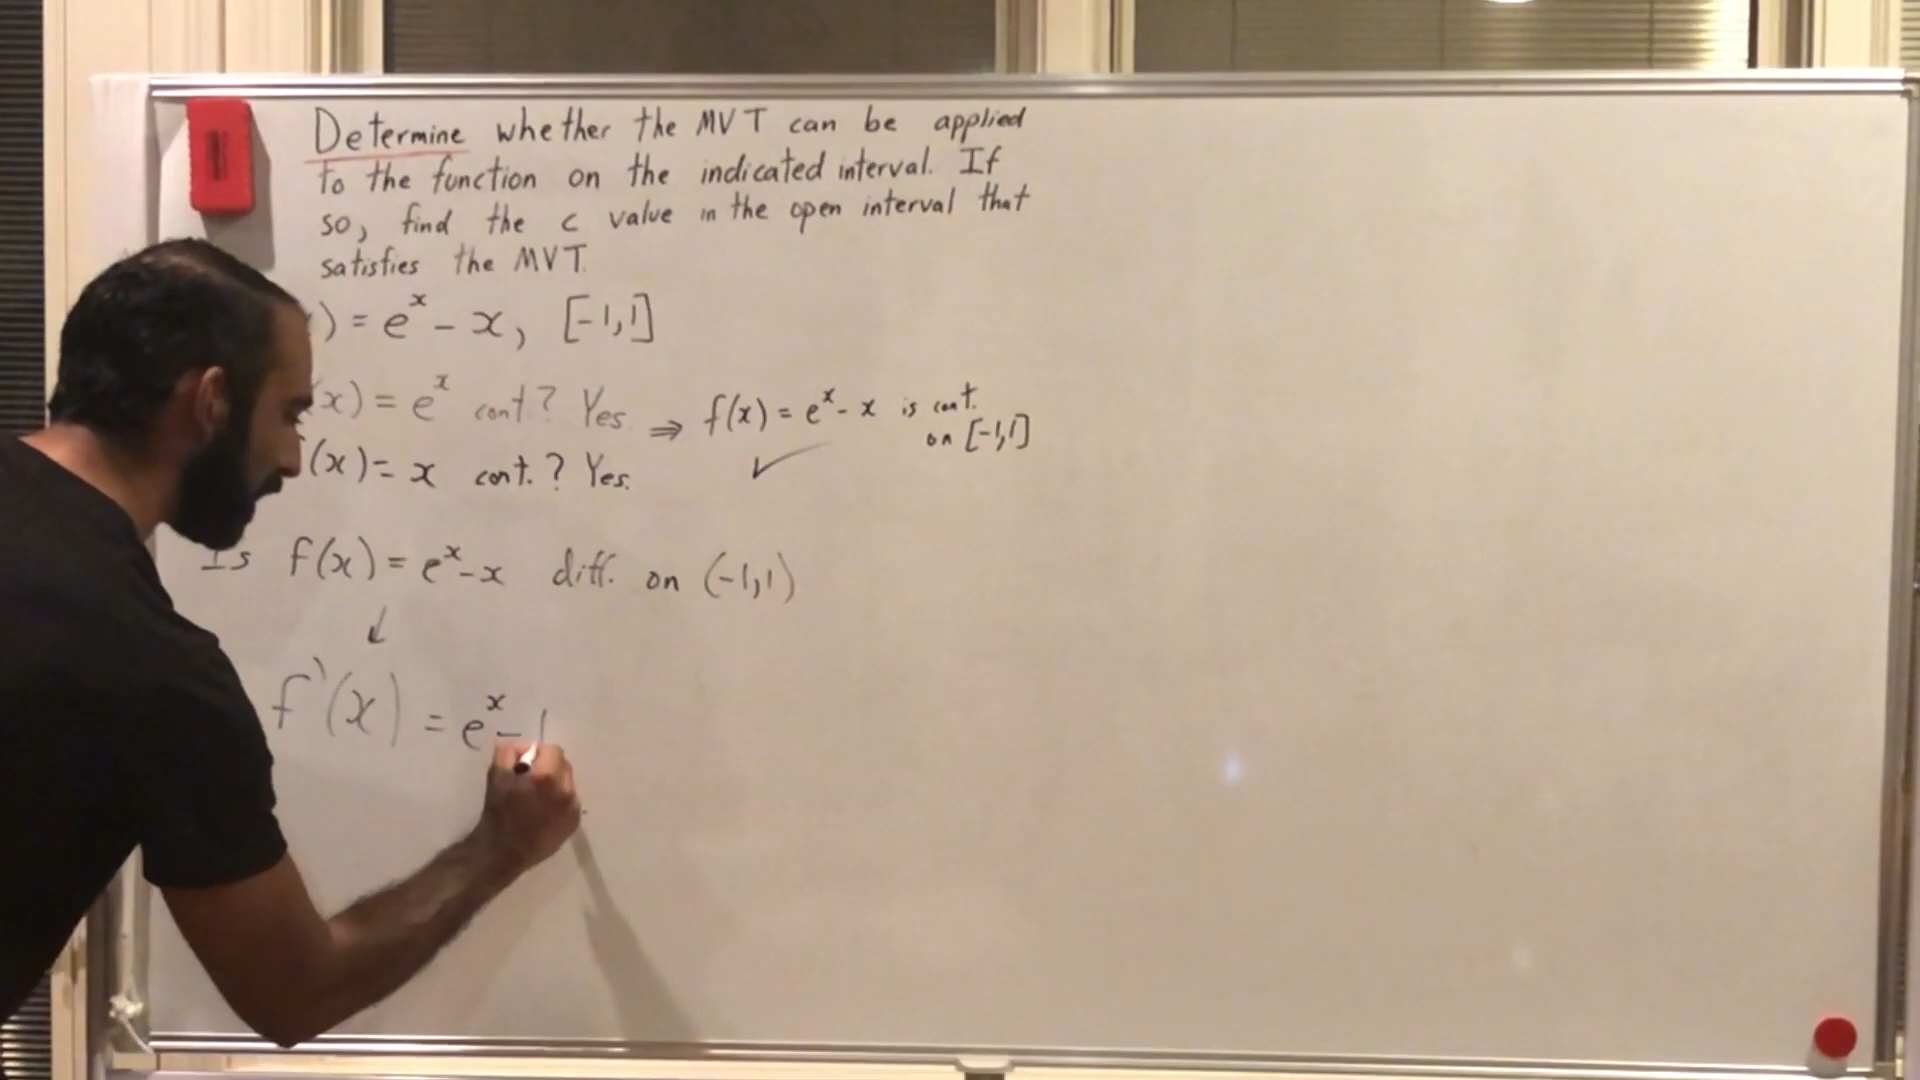 Determine whether the MVT can be applied
to the function on the indicated interval. If
so, find the c value in the open interval that
satisfies the MVT.
) = e^x - x, [-1,1]
(x) = e^x cont? Yes ⇒ f(x) = e^x - x is cont.
on [-1,1]
✓
(x) = x cont.? Yes.
Is f(x) = e^x - x diff. on (-1,1)
↓
f'(x) = e^x - 1